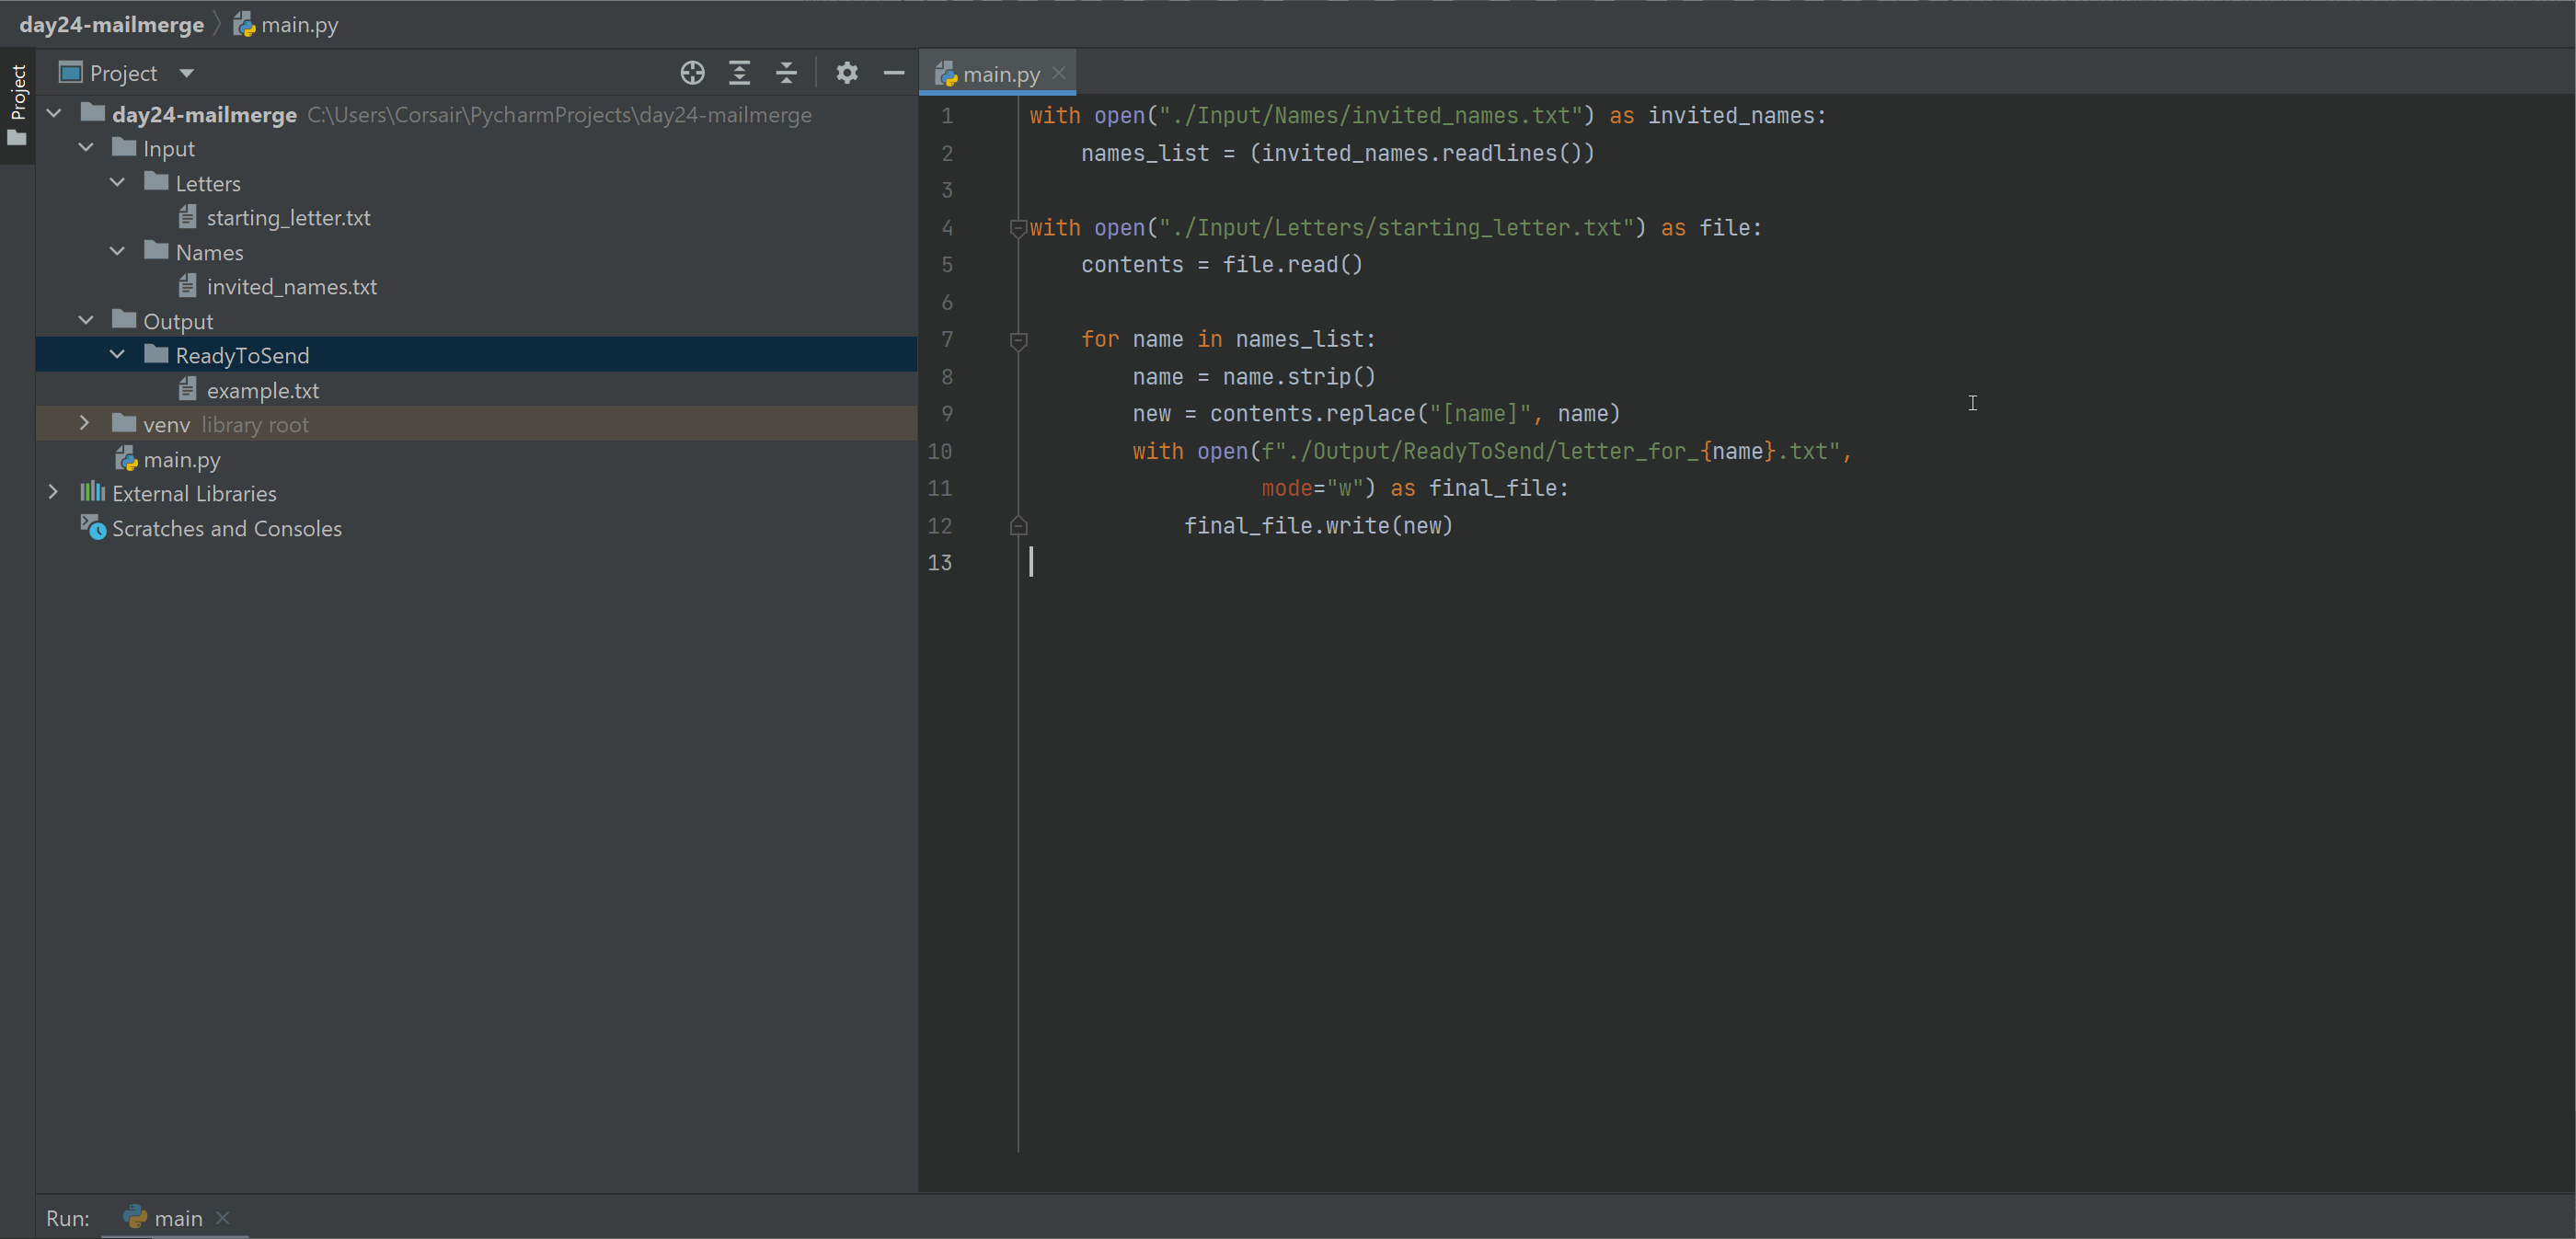 day24-mailmerge main.py
Project
Project
main.py
day24-mailmerge C:\Users\Corsair\PycharmProjects\day24-mailmerge
Input
Letters
starting_letter.txt
Names
invited_names.txt
Output
ReadyToSend
example.txt
venv library root
main.py
External Libraries
Scratches and Consoles
1 with open("./Input/Names/invited_names.txt") as invited_names:
2     names_list = (invited_names.readlines())
3
4 with open("./Input/Letters/starting_letter.txt") as file:
5     contents = file.read()
6
7     for name in names_list:
8         name = name.strip()
9         new = contents.replace("[name]", name)
10         with open(f"./Output/ReadyToSend/letter_for_{name}.txt",
11                   mode="w") as final_file:
12             final_file.write(new)
13
Run: main